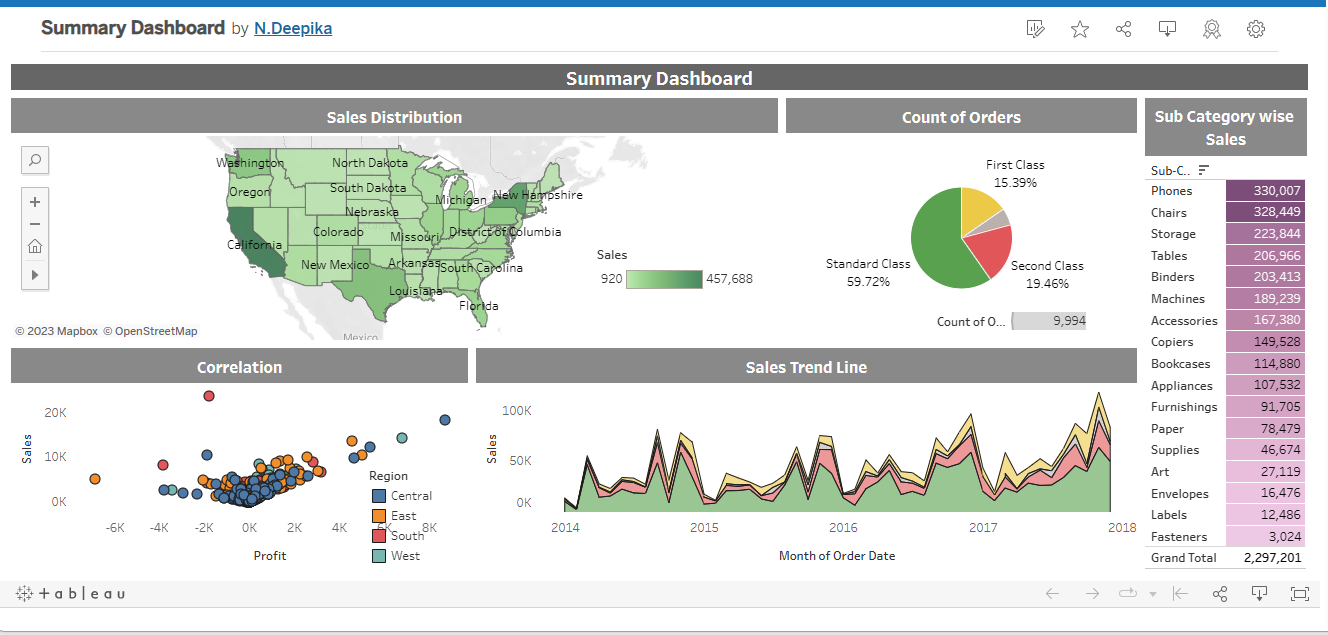 Summary Dashboard by N.Deepika
Summary Dashboard
Sales Distribution
Washington
North Dakota
Oregon
South Dakota
Michigan
New Hampshire
Nebraska
Colorado
Missouri
District of Columbia
California
New Mexico
Arkansas
South Carolina
Louisiana
Florida
Mexico
Sales
920
457,688
© 2023 Mapbox © OpenStreetMap
Count of Orders
First Class
15.39%
Standard Class
59.72%
Second Class
19.46%
Count of O...
9,994
Sub Category wise
Sales
Sub-C..
Phones 330,007
Chairs 328,449
Storage 223,844
Tables 206,966
Binders 203,413
Machines 189,239
Accessories 167,380
Copiers 149,528
Bookcases 114,880
Appliances 107,532
Furnishings 91,705
Paper 78,479
Supplies 46,674
Art 27,119
Envelopes 16,476
Labels 12,486
Fasteners 3,024
Grand Total 2,297,201
Correlation
Sales
20K
10K
0K
-6K -4K -2K 0K 2K 4K 6K 8K
Profit
Region
Central
East
South
West
Sales Trend Line
Sales
100K
50K
0K
2014 2015 2016 2017 2018
Month of Order Date
+ a b | e a u